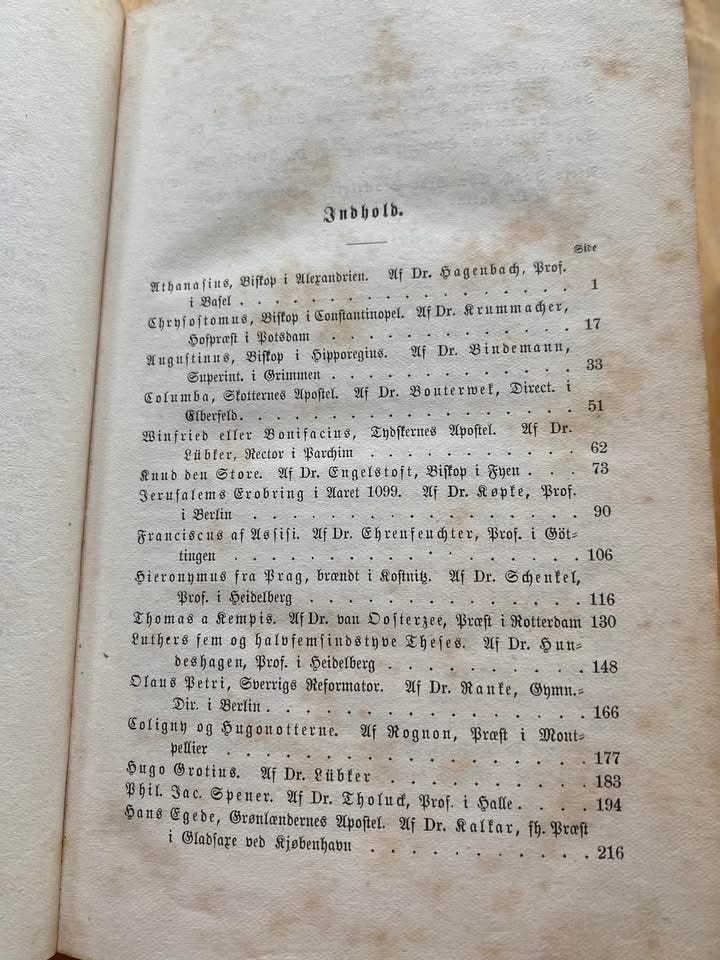 Indhold.
Side
Athanasius, Biskop i Alexandrien. Af Dr. Hagenbach, Prof.
i Basel . . . . . . . . . . . . . . . 1
Chrysostomus, Biskop i Constantinopel. Af Dr. Krummacher,
Hofpræst i Potsdam . . . . . . . . . . . 17
Augustinus, Biskop i Hipporegius. Af Dr. Bindemann,
Superint. i Grimmen . . . . . . . . . . . 33
Columba, Skotternes Apostel. Af Dr. Bouterwek, Direct. i
Elberfeld. . . . . . . . . . . . . . . 51
Winfried eller Bonifacius, Tydskernes Apostel. Af Dr.
Lübker, Rector i Parchim . . . . . . . . . 62
Knud den Store. Af Dr. Engelstoft, Biskop i Fyen . . . 73
Jerusalems Erobring i Aaret 1099. Af Dr. Køpke, Prof.
i Berlin . . . . . . . . . . . . . . 90
Franciscus af Assisi. Af Dr. Ehrenfeuchter, Prof. i Göt-
tingen . . . . . . . . . . . . . . . 106
Hieronymus fra Prag, brændt i Kostnitz. Af Dr. Schenkel,
Prof. i Heidelberg . . . . . . . . . . . . 116
Thomas a Kempis. Af Dr. van Oosterzee, Præst i Rotterdam 130
Luthers fem og halvfemsindstyve Theses. Af Dr. Hun-
deshagen, Prof. i Heidelberg . . . . . . . . 148
Olaus Petri, Sverrigs Reformator. Af Dr. Ranke, Gymn.-
Dir. i Berlin . . . . . . . . . . . . . 166
Coligny og Hugonotterne. Af Rognon, Præst i Mont-
pellier . . . . . . . . . . . . . . . 177
Hugo Grotius. Af Dr. Lübker . . . . . . . . 183
Phil. Jac. Spener. Af Dr. Tholuck, Prof. i Halle . . . . 194
Hans Egede, Grønlændernes Apostel. Af Dr. Kalkar, fh. Præst
i Gladsaxe ved Kjøbenhavn . . . . . . . . . 216